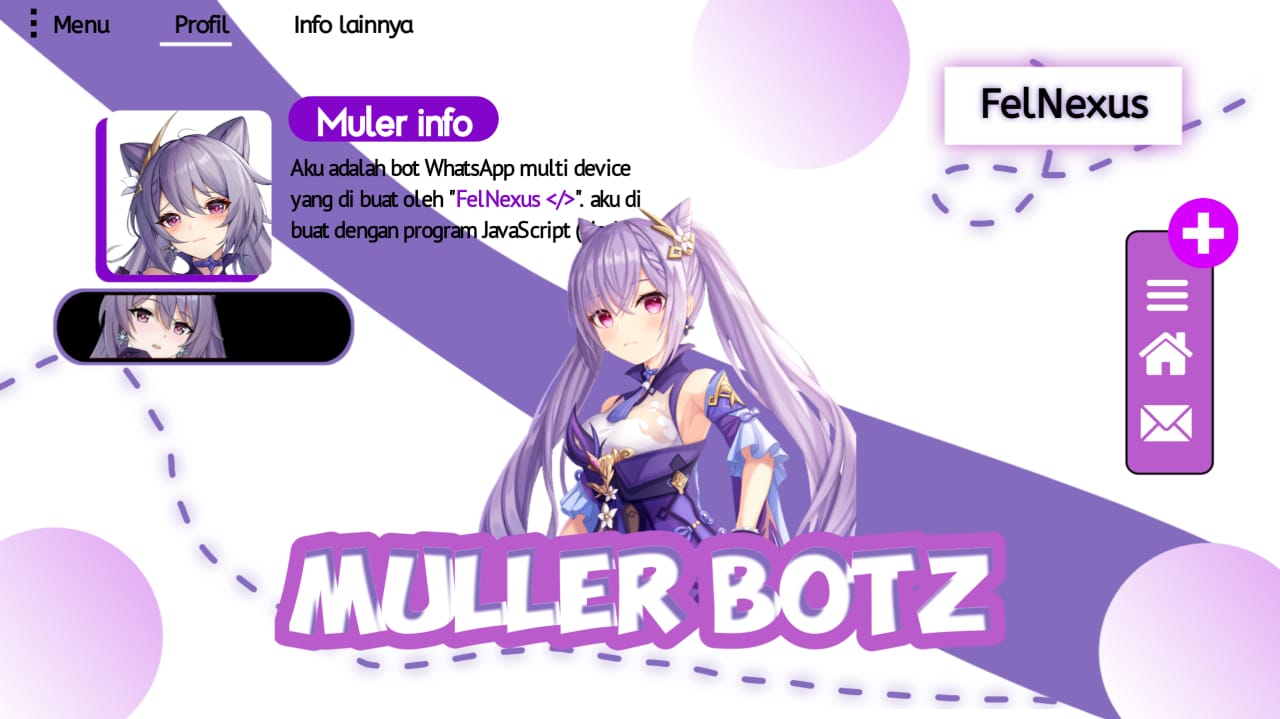 Menu
Profil
Info lainnya
FelNexus
Muler info
Aku adalah bot WhatsApp multi device
yang di buat oleh "FelNexus </>". aku di
buat dengan program JavaScript (
MULLER BOTZ